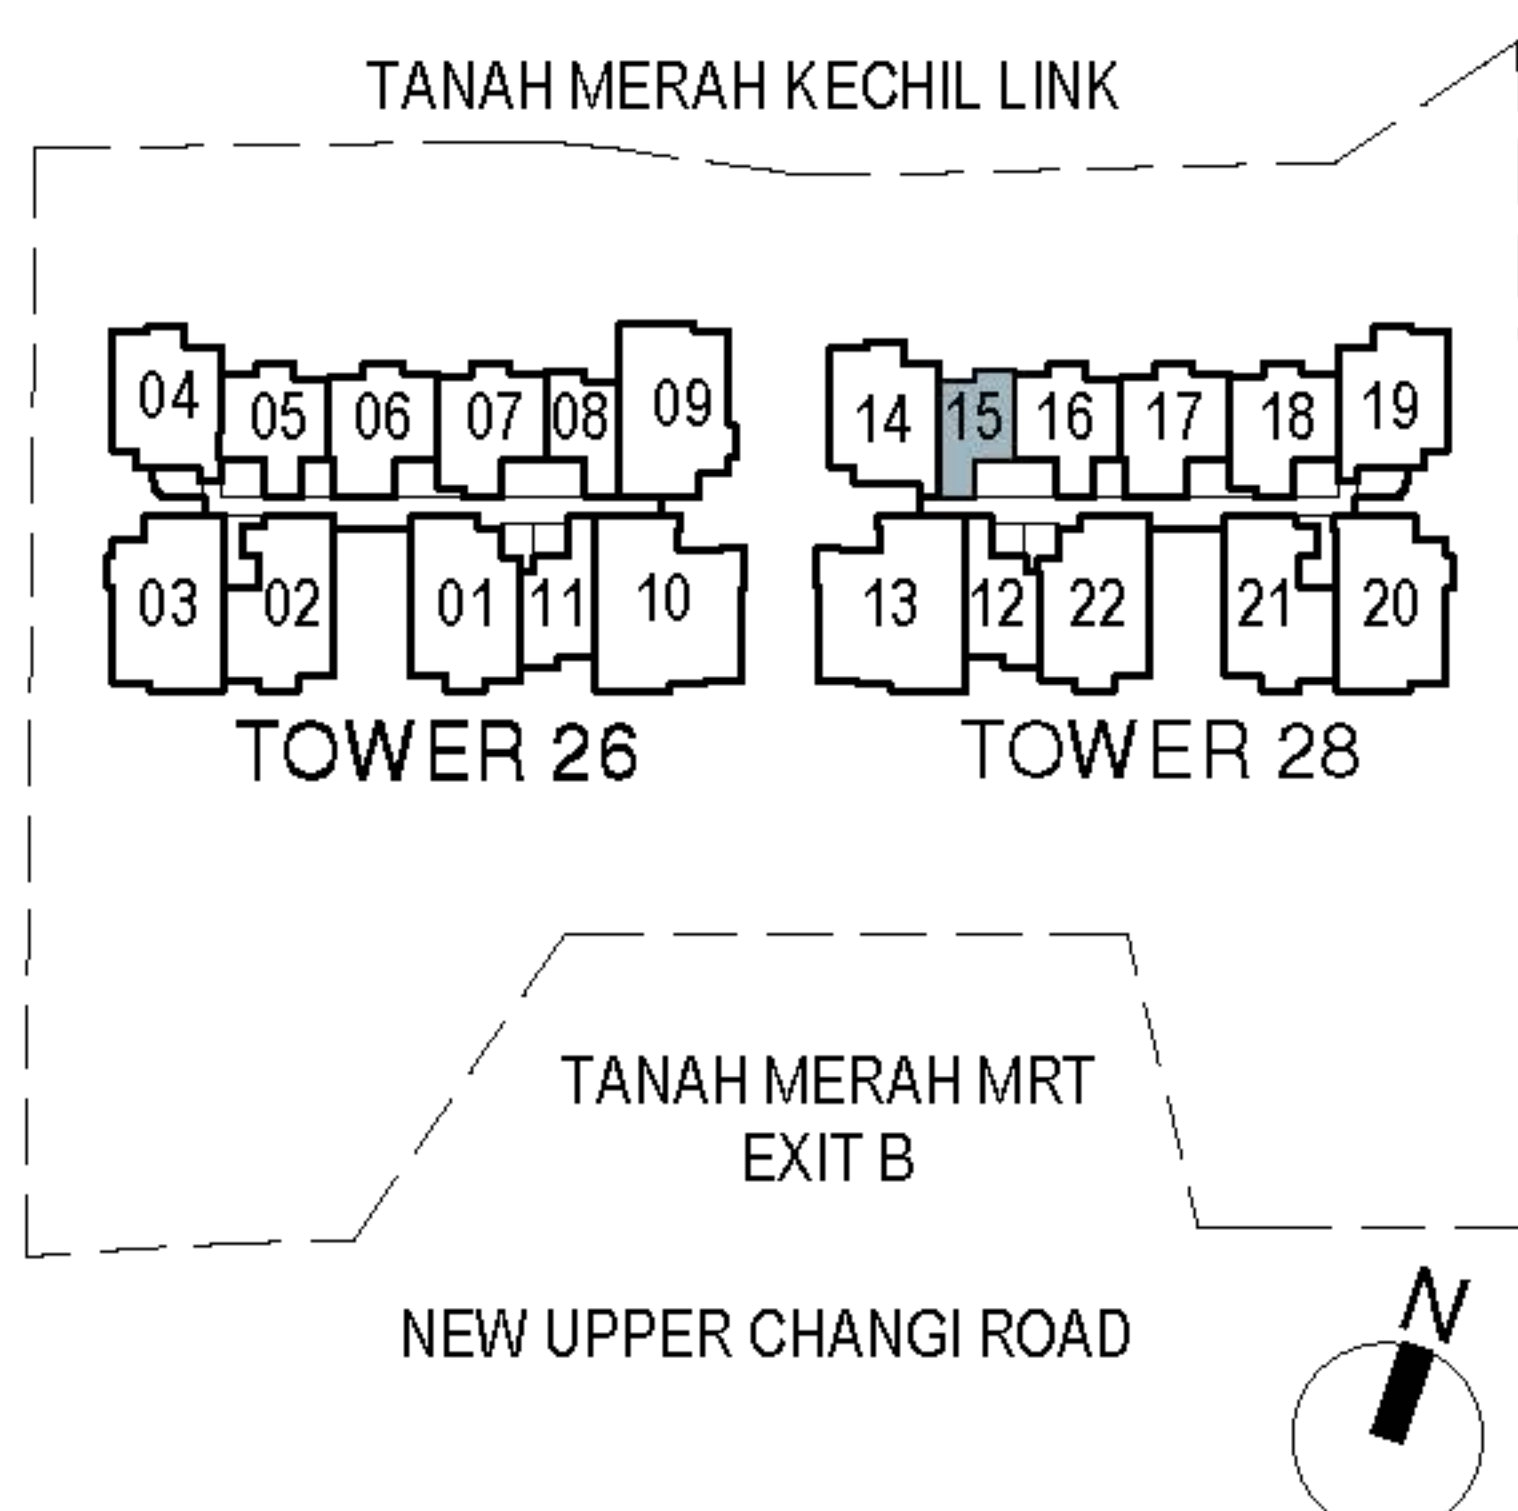 TANAH MERAH KECHIL LINK
04 05 06 07 08 09 14 15 16 17 18 19
03 02 01 11 10 13 12 22 21 20
TOWER 26 TOWER 28
TANAH MERAH MRT
EXIT B
NEW UPPER CHANGI ROAD
N